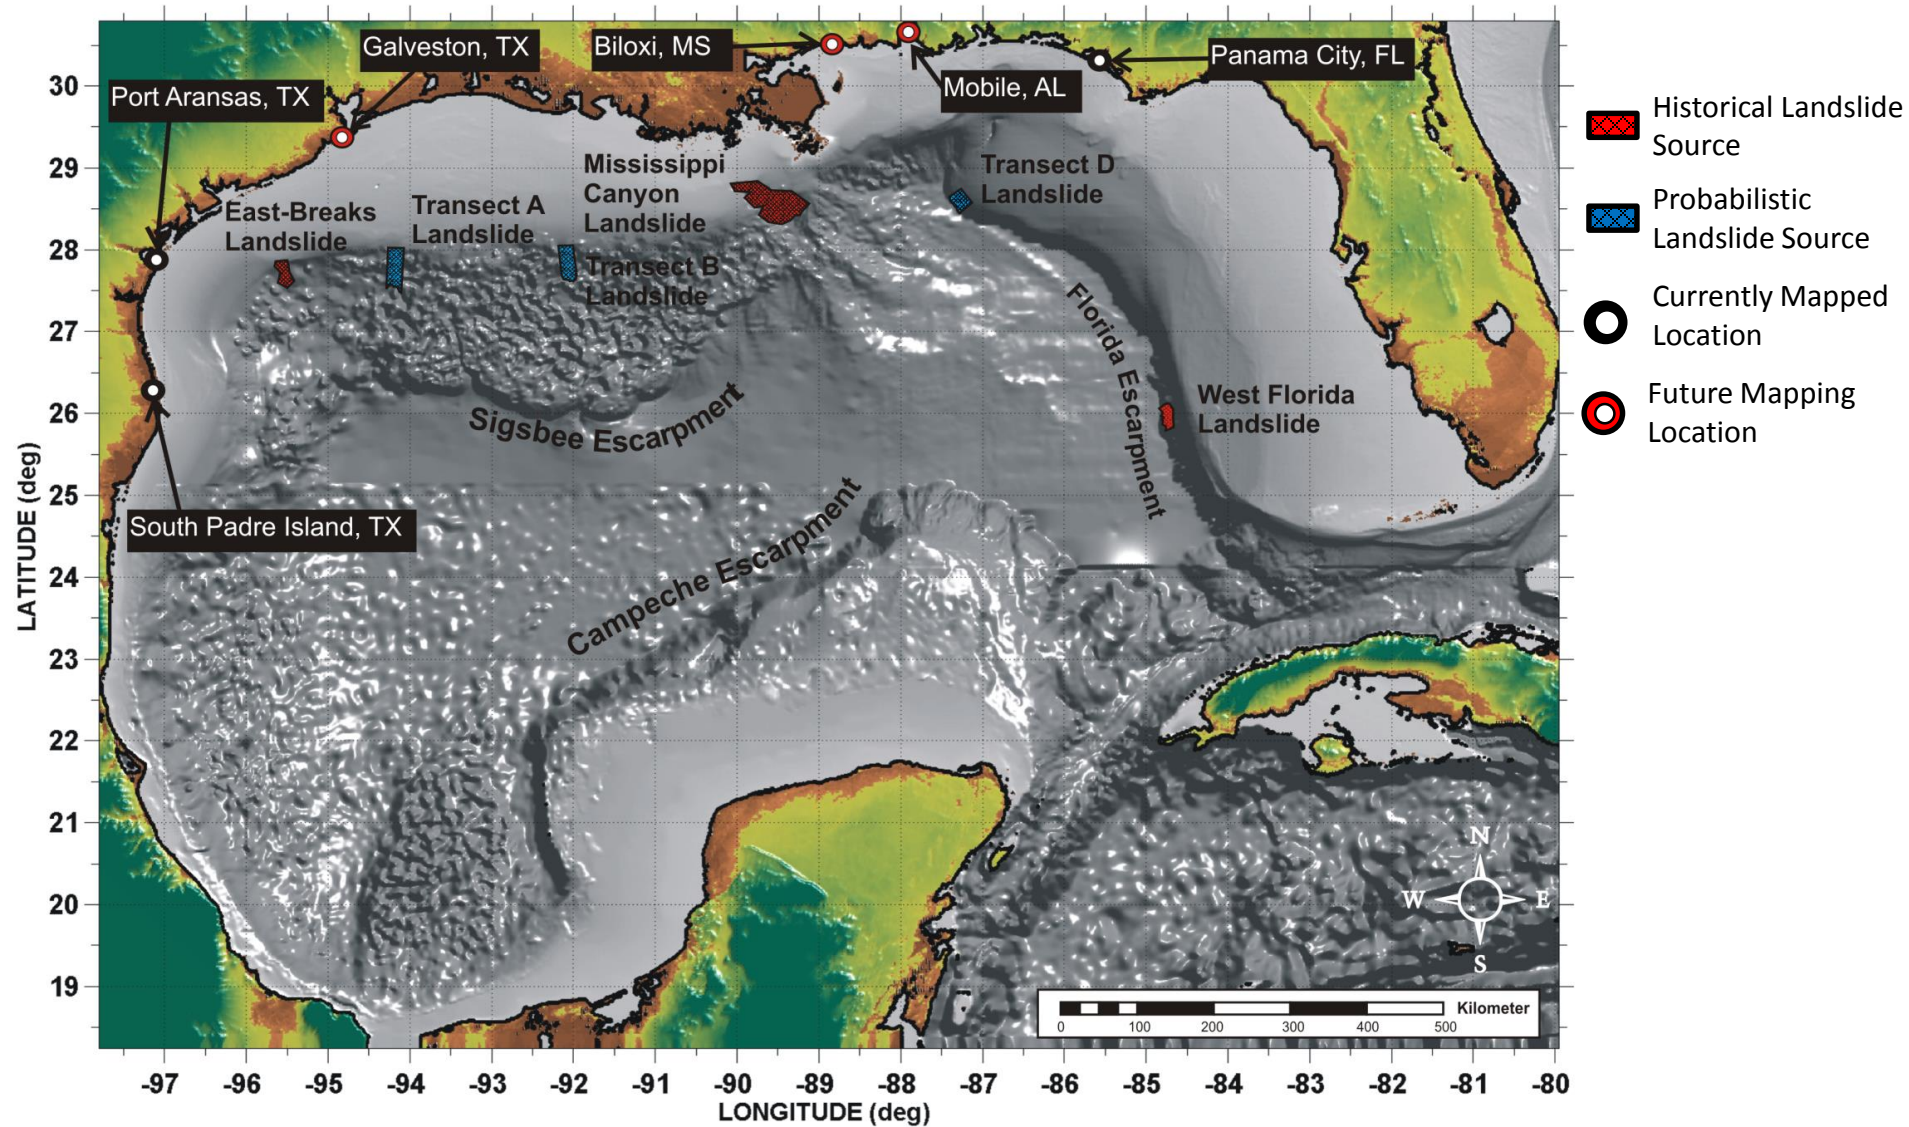 Galveston, TX
Biloxi, MS
Panama City, FL
Port Aransas, TX
Mobile, AL
Mississippi
Canyon
Landslide
Transect D
Landslide
East-Breaks
Landslide
Transect A
Landslide
Transect B
Landslide
Florida Escarpment
West Florida
Landslide
Sigsbee Escarpment
Campeche Escarpment
South Padre Island, TX
Historical Landslide
Source
Probabilistic
Landslide Source
Currently Mapped
Location
Future Mapping
Location
LATITUDE (deg)
30
29
28
27
26
25
24
23
22
21
20
19
N
W
E
S
Kilometer
0 100 200 300 400 500
-97 -96 -95 -94 -93 -92 -91 -90 -89 -88 -87 -86 -85 -84 -83 -82 -81 -80
LONGITUDE (deg)